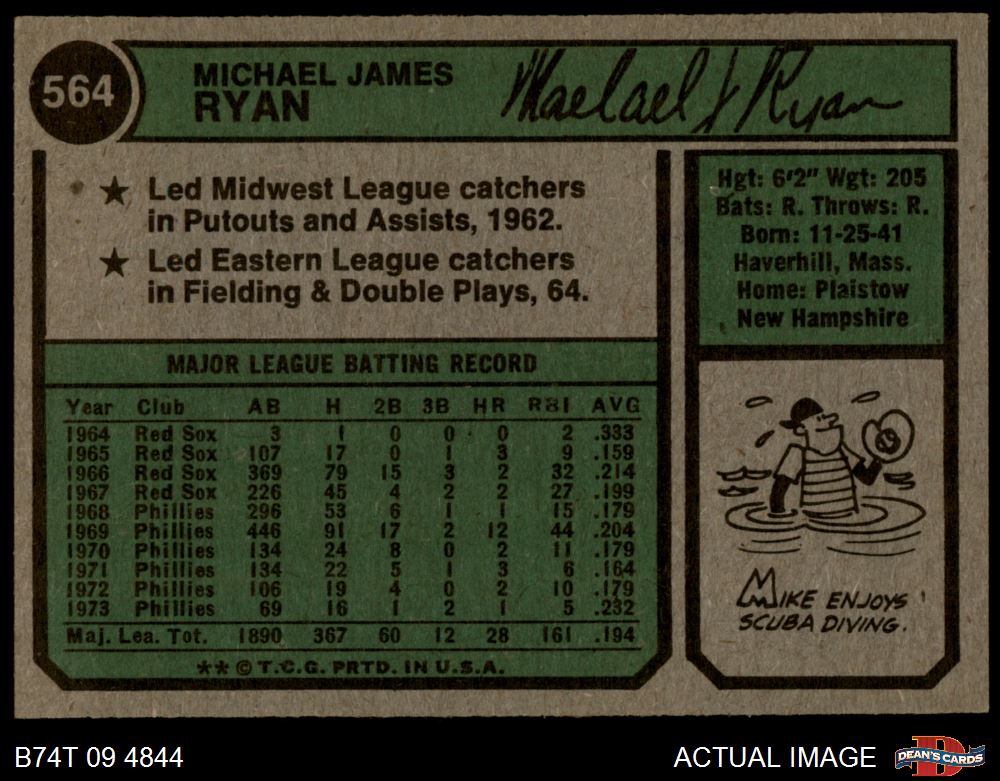 564
MICHAEL JAMES
RYAN
Michael J Ryan
★ Led Midwest League catchers
in Putouts and Assists, 1962.
★ Led Eastern League catchers
in Fielding & Double Plays, 64.
Hgt: 6'2" Wgt: 205
Bats: R. Throws: R.
Born: 11-25-41
Haverhill, Mass.
Home: Plaistow
New Hampshire
MAJOR LEAGUE BATTING RECORD
Year Club AB H 2B 3B HR RBI AVG
1964 Red Sox 3 1 0 0 0 2 .333
1965 Red Sox 107 17 0 1 3 9 .159
1966 Red Sox 369 79 15 3 2 32 .214
1967 Red Sox 226 45 4 2 2 27 .199
1968 Phillies 296 53 6 1 1 15 .179
1969 Phillies 446 91 17 2 12 44 .204
1970 Phillies 134 24 8 0 2 11 .179
1971 Phillies 134 22 5 1 3 6 .164
1972 Phillies 106 19 4 0 2 10 .179
1973 Phillies 69 16 1 2 1 5 .232
Maj. Lea. Tot. 1890 367 60 12 28 161 .194
** © T.C.G. PRTD. IN U.S.A.
MIKE ENJOYS
SCUBA DIVING.
B74T 09 4844
ACTUAL IMAGE
D
DEAN'S CARDS